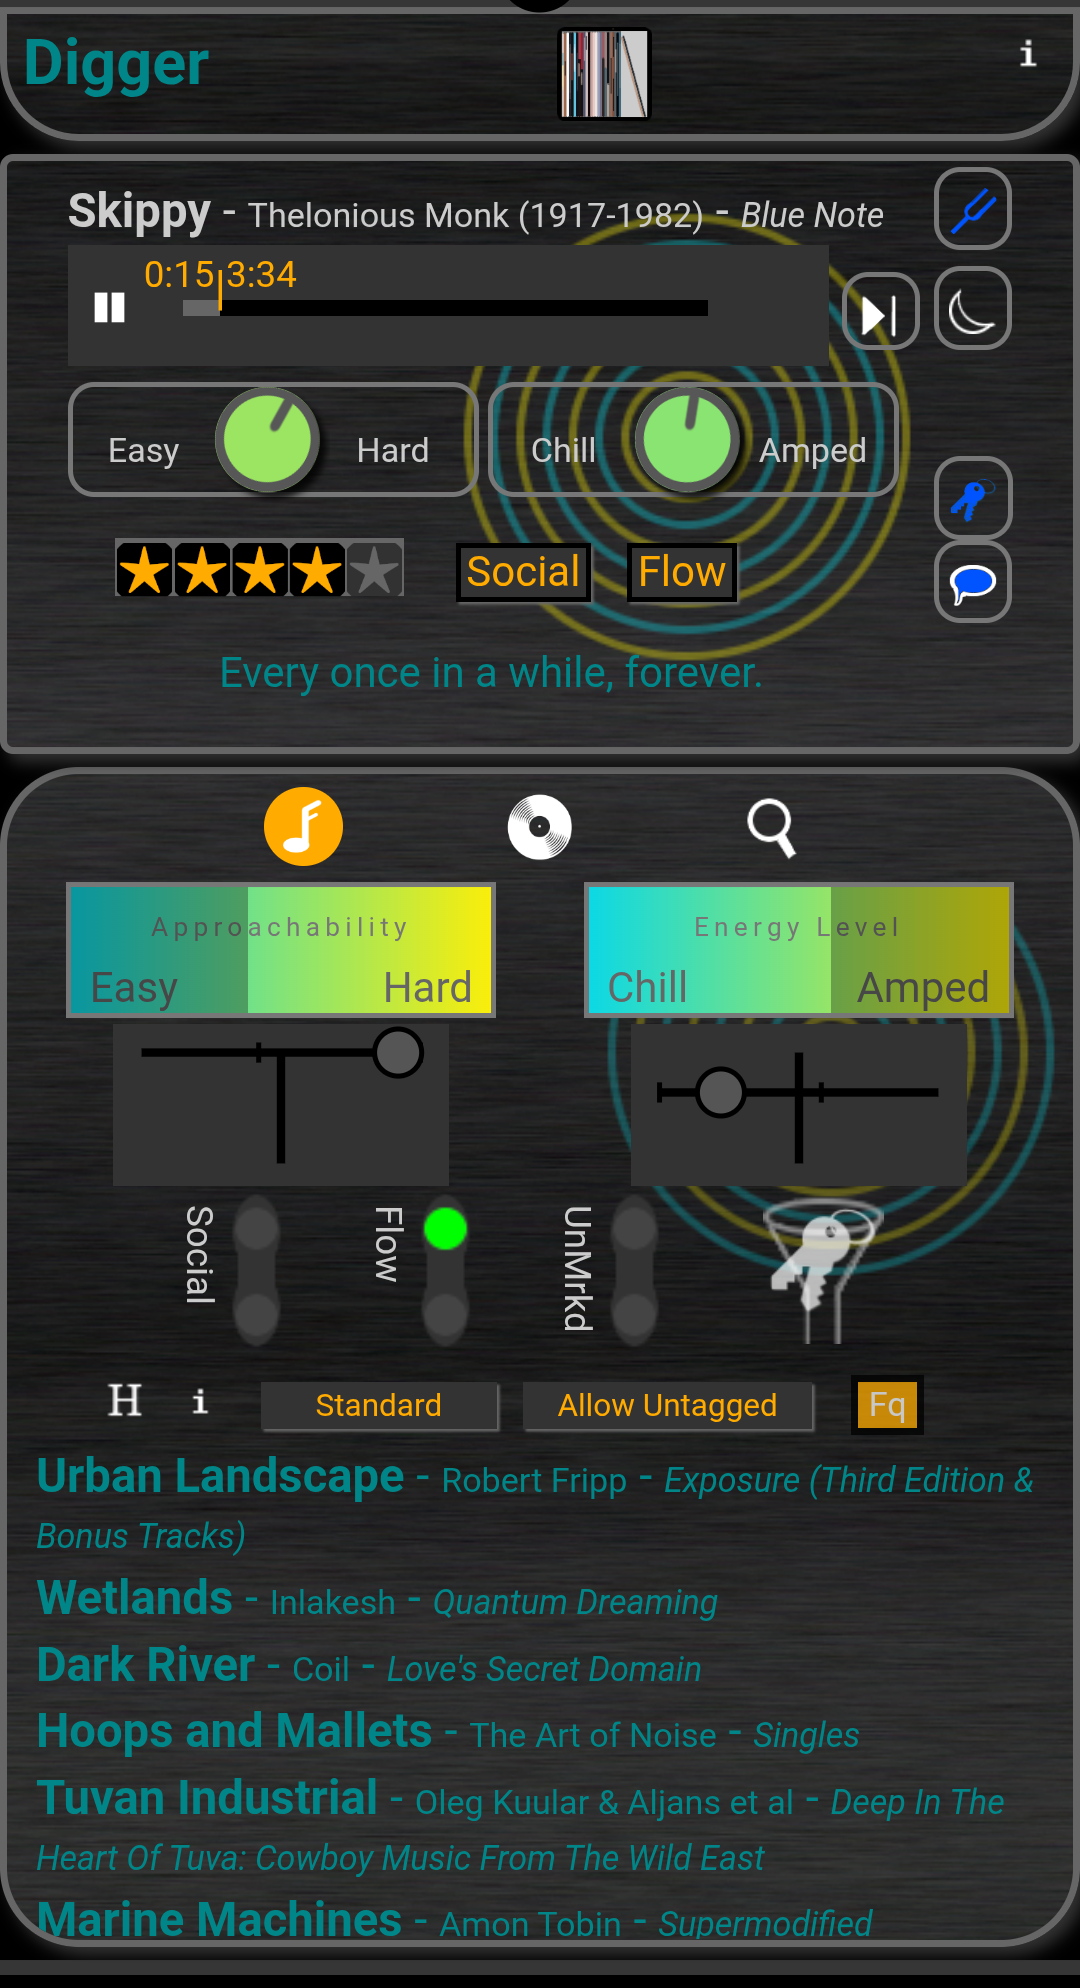 Digger
i
Skippy - Thelonious Monk (1917-1982) - Blue Note
0:15 3:34
Easy Hard Chill Amped
Social Flow
Every once in a while, forever.
Approachability Energy Level
Easy Hard Chill Amped
Social Flow UnMrkd
H i Standard Allow Untagged Fq
Urban Landscape - Robert Fripp - Exposure (Third Edition &
Bonus Tracks)
Wetlands - Inlakesh - Quantum Dreaming
Dark River - Coil - Love's Secret Domain
Hoops and Mallets - The Art of Noise - Singles
Tuvan Industrial - Oleg Kuular & Aljans et al - Deep In The
Heart Of Tuva: Cowboy Music From The Wild East
Marine Machines - Amon Tobin - Supermodified